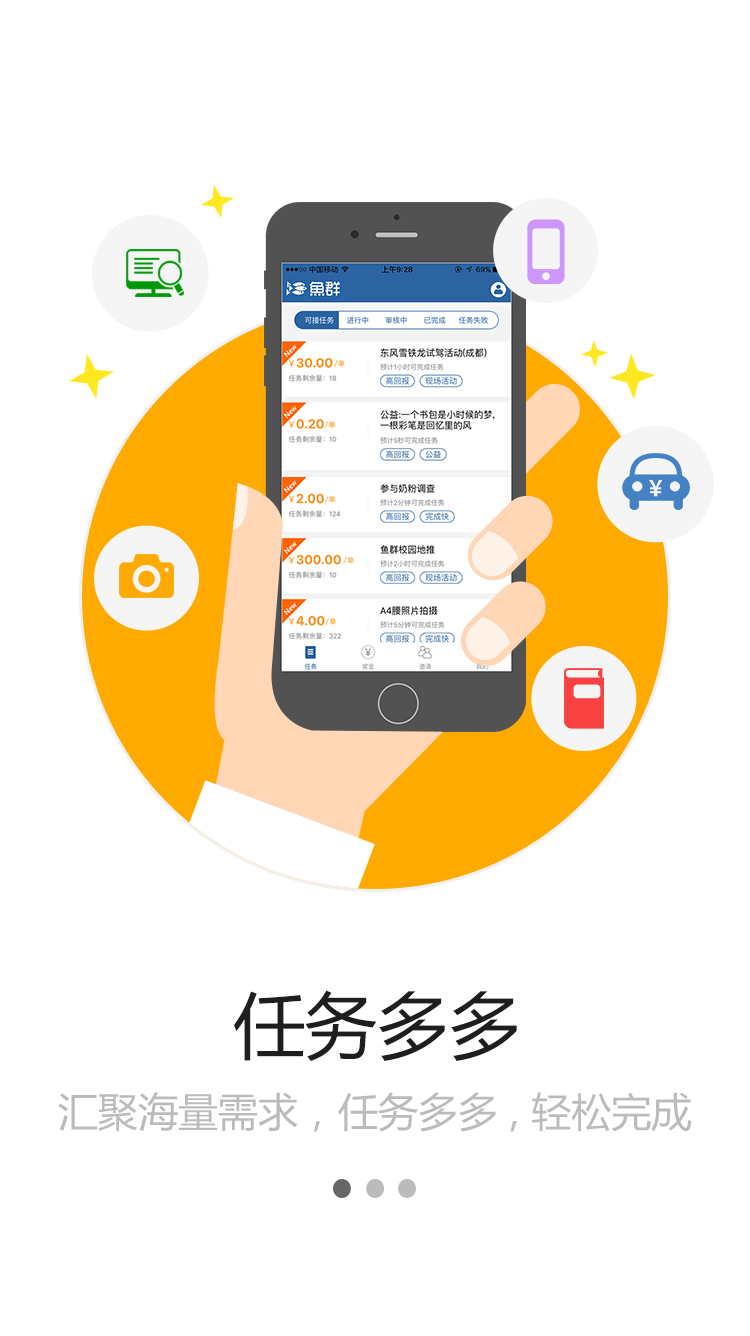 中国移动 上午9:28 69%
魚群
可接任务 进行中 审核中 已完成 任务失败
New
¥30.00/单
任务剩余量：18
东风雪铁龙试驾活动(成都)
预计1小时可完成任务
高回报 现场活动
New
¥0.20/单
任务剩余量：10
公益:一个书包是小时候的梦,
一根彩笔是回忆里的风
预计5秒可完成任务
高回报 公益
New
¥2.00/单
任务剩余量：124
参与奶粉调查
预计2分钟可完成任务
高回报 完成快
New
¥300.00/单
任务剩余量：10
鱼群校园地推
预计2小时可完成任务
高回报 现场活动
New
¥4.00/单
任务剩余量：322
A4腰照片拍摄
预计5分钟可完成任务
高回报 完成快
任务 奖金 邀请 我的
¥
任务多多
汇聚海量需求，任务多多，轻松完成